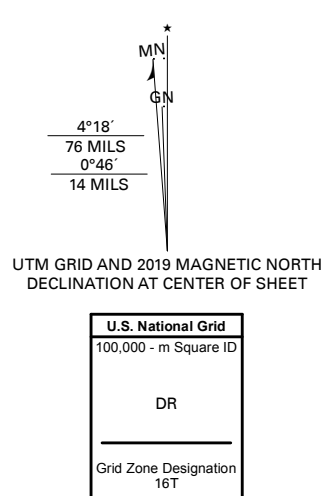 MN
GN
4°18´
76 MILS
0°46´
14 MILS
UTM GRID AND 2019 MAGNETIC NORTH
DECLINATION AT CENTER OF SHEET
U.S. National Grid
100,000 - m Square ID
DR
Grid Zone Designation
16T